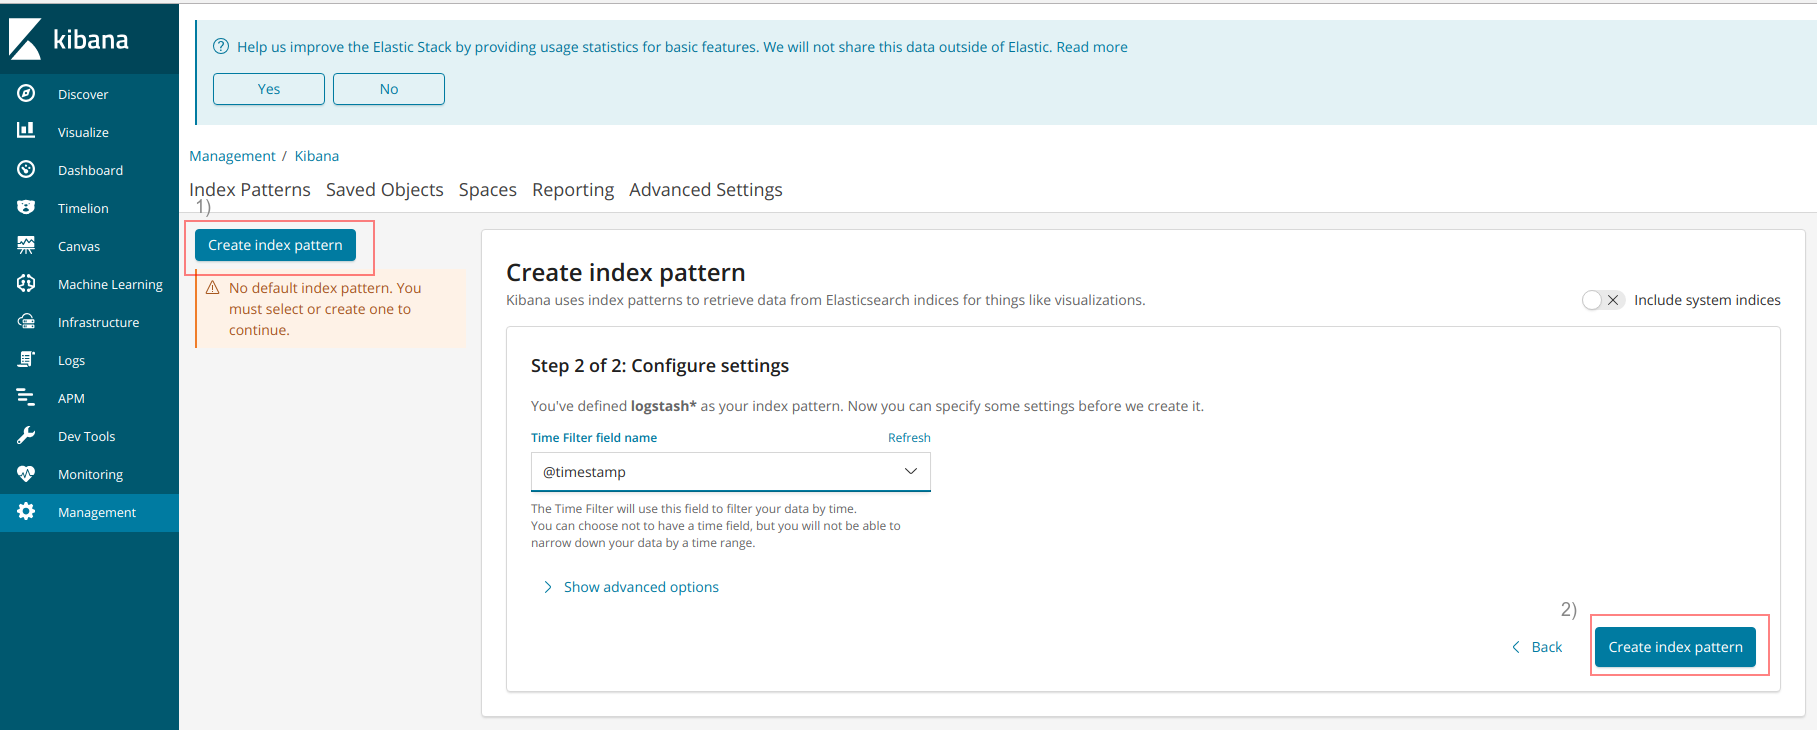 kibana
Discover
Visualize
Dashboard
Timelion
Canvas
Machine Learning
Infrastructure
Logs
APM
Dev Tools
Monitoring
Management
Help us improve the Elastic Stack by providing usage statistics for basic features. We will not share this data outside of Elastic. Read more
Yes No
Management / Kibana
Index Patterns Saved Objects Spaces Reporting Advanced Settings
1)
Create index pattern
No default index pattern. You
must select or create one to
continue.
Create index pattern
Kibana uses index patterns to retrieve data from Elasticsearch indices for things like visualizations.
Include system indices
Step 2 of 2: Configure settings
You've defined logstash* as your index pattern. Now you can specify some settings before we create it.
Time Filter field name Refresh
@timestamp
The Time Filter will use this field to filter your data by time.
You can choose not to have a time field, but you will not be able to
narrow down your data by a time range.
Show advanced options
2)
Back Create index pattern